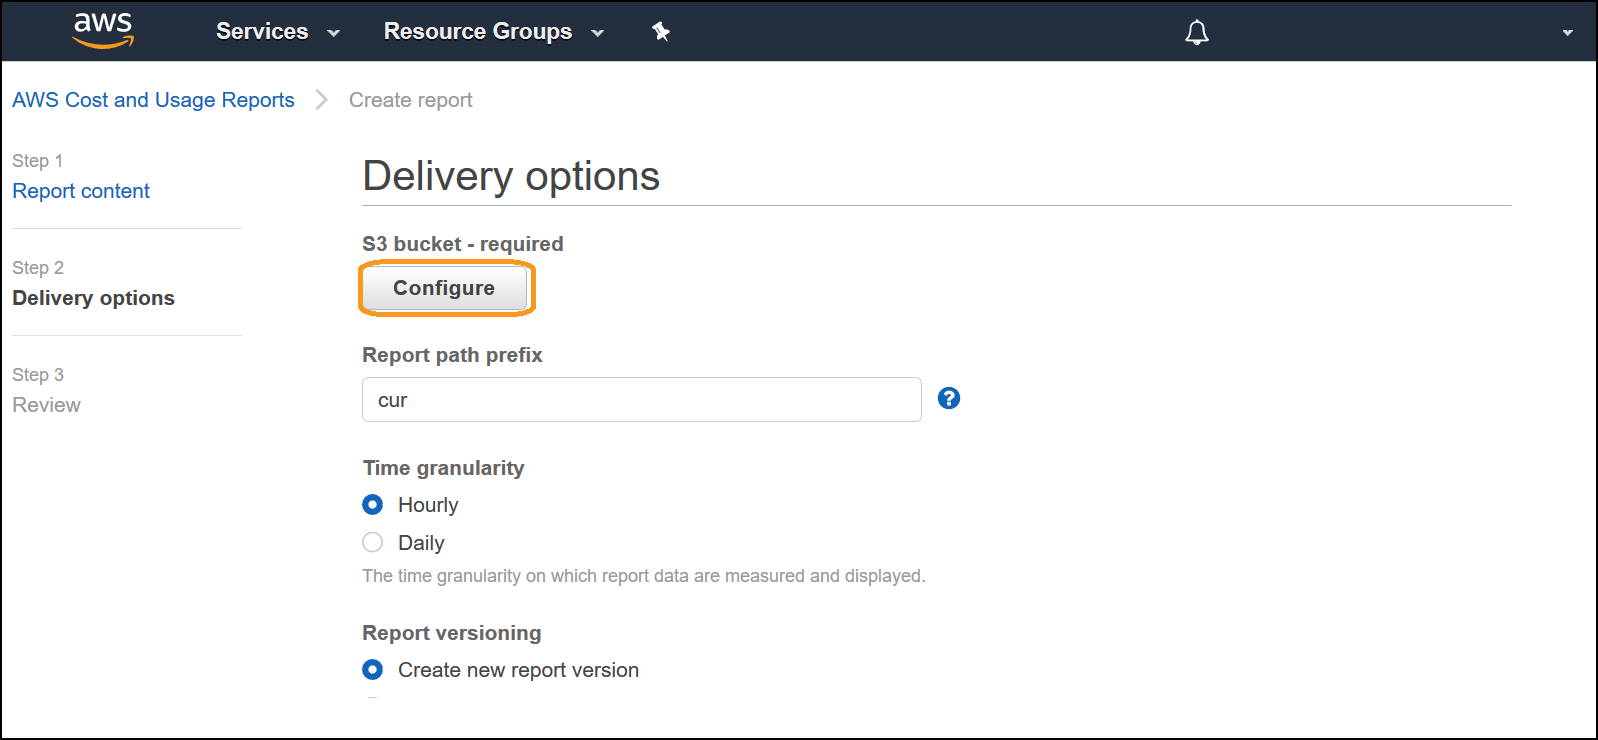 aws Services Resource Groups
AWS Cost and Usage Reports Create report
Step 1
Report content
Step 2
Delivery options
Step 3
Review
Delivery options
S3 bucket - required
Configure
Report path prefix
cur
?
Time granularity
Hourly
Daily
The time granularity on which report data are measured and displayed.
Report versioning
Create new report version